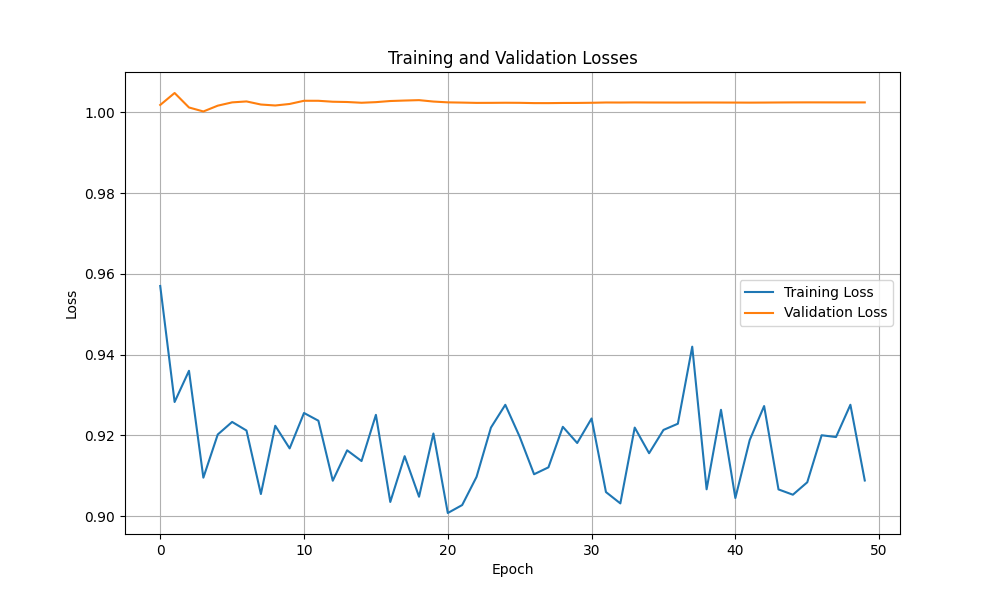 Training and Validation Losses
1.00
0.98
0.96
0.94
0.92
0.90
Loss
Training Loss
Validation Loss
0 10 20 30 40 50
Epoch